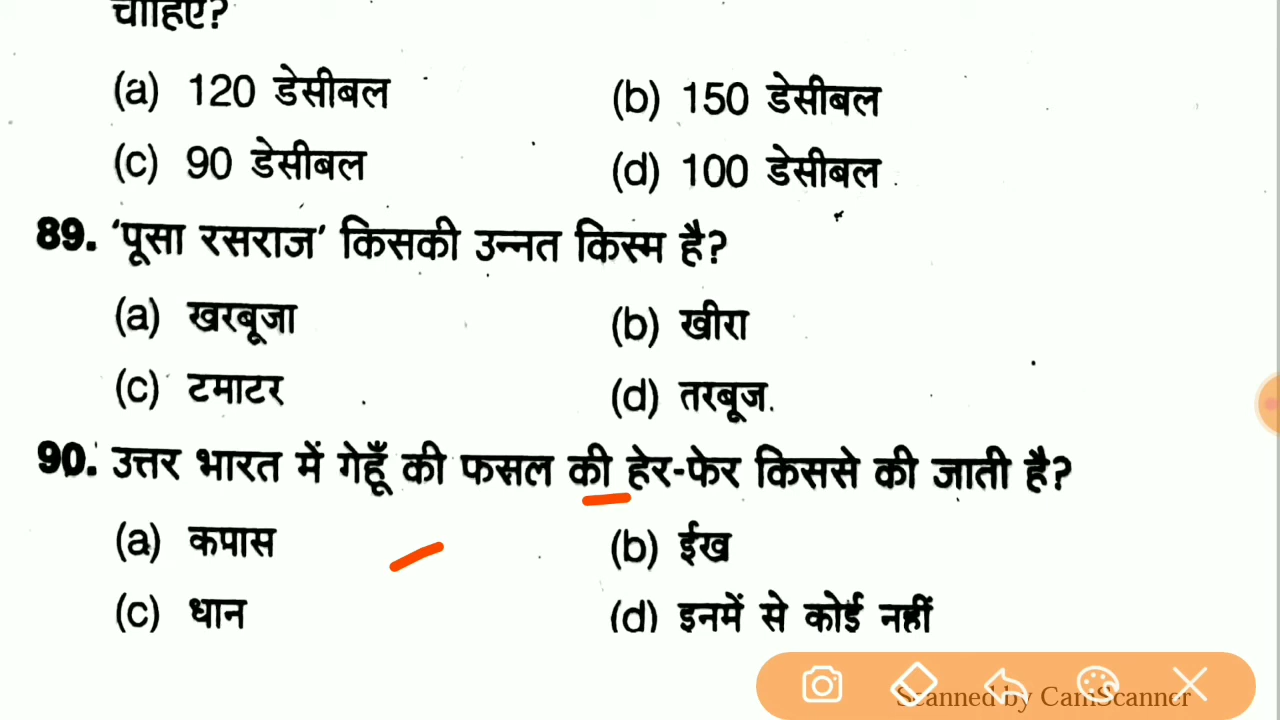 चाहिए?
(a) 120 डेसीबल (b) 150 डेसीबल
(c) 90 डेसीबल (d) 100 डेसीबल
89. 'पूसा रसराज' किसकी उन्नत किस्म है?
(a) खरबूजा (b) खीरा
(c) टमाटर (d) तरबूज
90. उत्तर भारत में गेहूँ की फसल की हेर-फेर किससे की जाती है?
(a) कपास (b) ईख
(c) धान (d) इनमें से कोई नहीं
Scanned by CamScanner